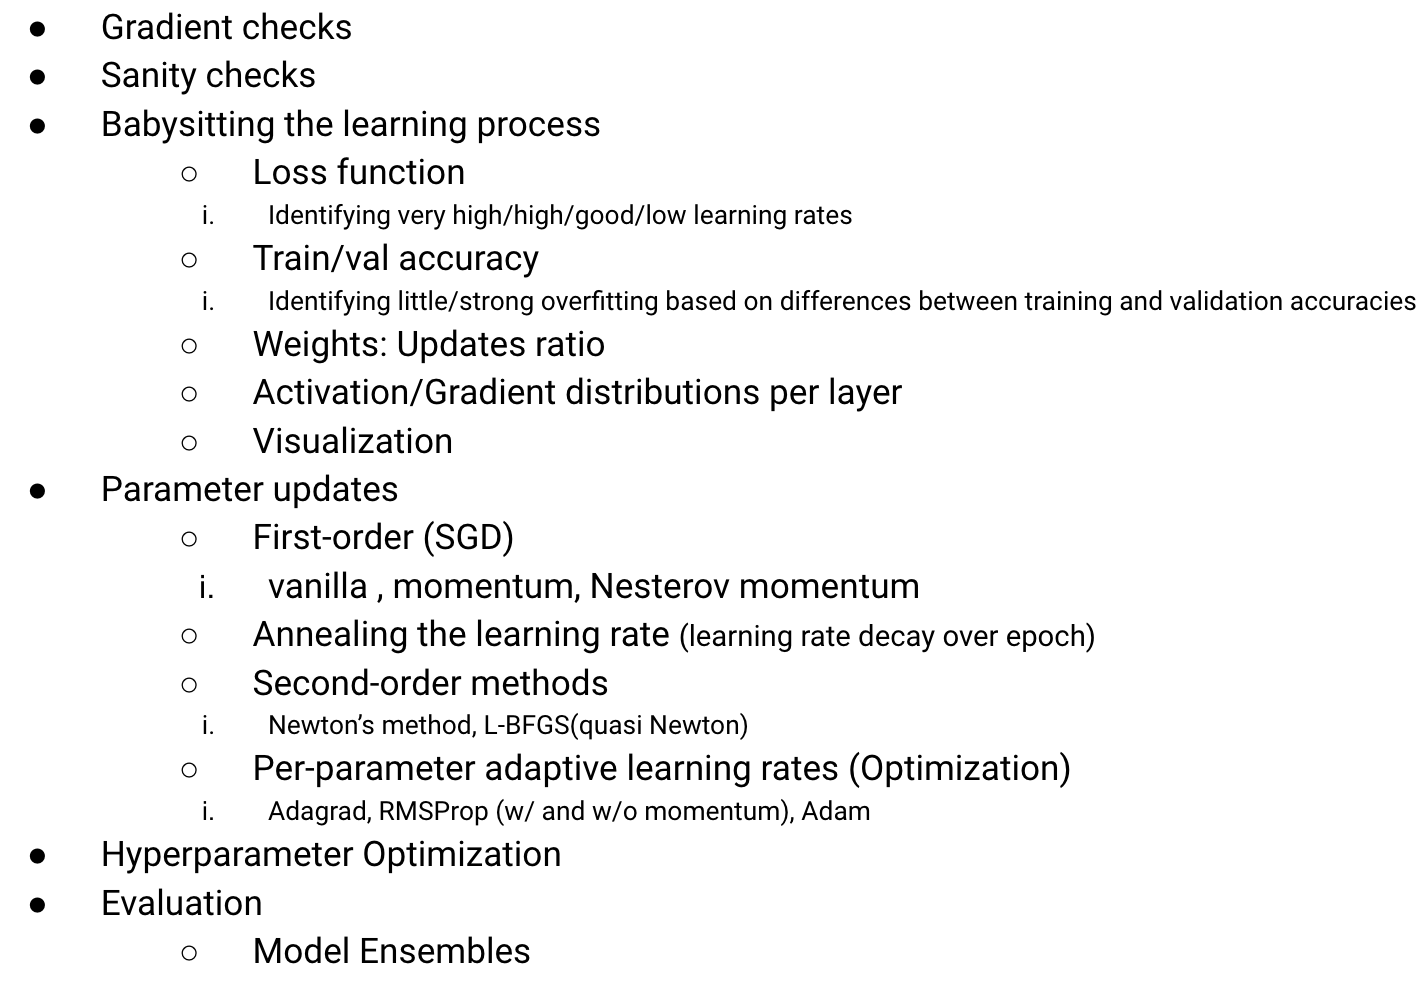 ● Gradient checks
● Sanity checks
● Babysitting the learning process
○ Loss function
i. Identifying very high/high/good/low learning rates
○ Train/val accuracy
i. Identifying little/strong overfitting based on differences between training and validation accuracies
○ Weights: Updates ratio
○ Activation/Gradient distributions per layer
○ Visualization
● Parameter updates
○ First-order (SGD)
i. vanilla , momentum, Nesterov momentum
○ Annealing the learning rate (learning rate decay over epoch)
○ Second-order methods
i. Newton’s method, L-BFGS(quasi Newton)
○ Per-parameter adaptive learning rates (Optimization)
i. Adagrad, RMSProp (w/ and w/o momentum), Adam
● Hyperparameter Optimization
● Evaluation
○ Model Ensembles